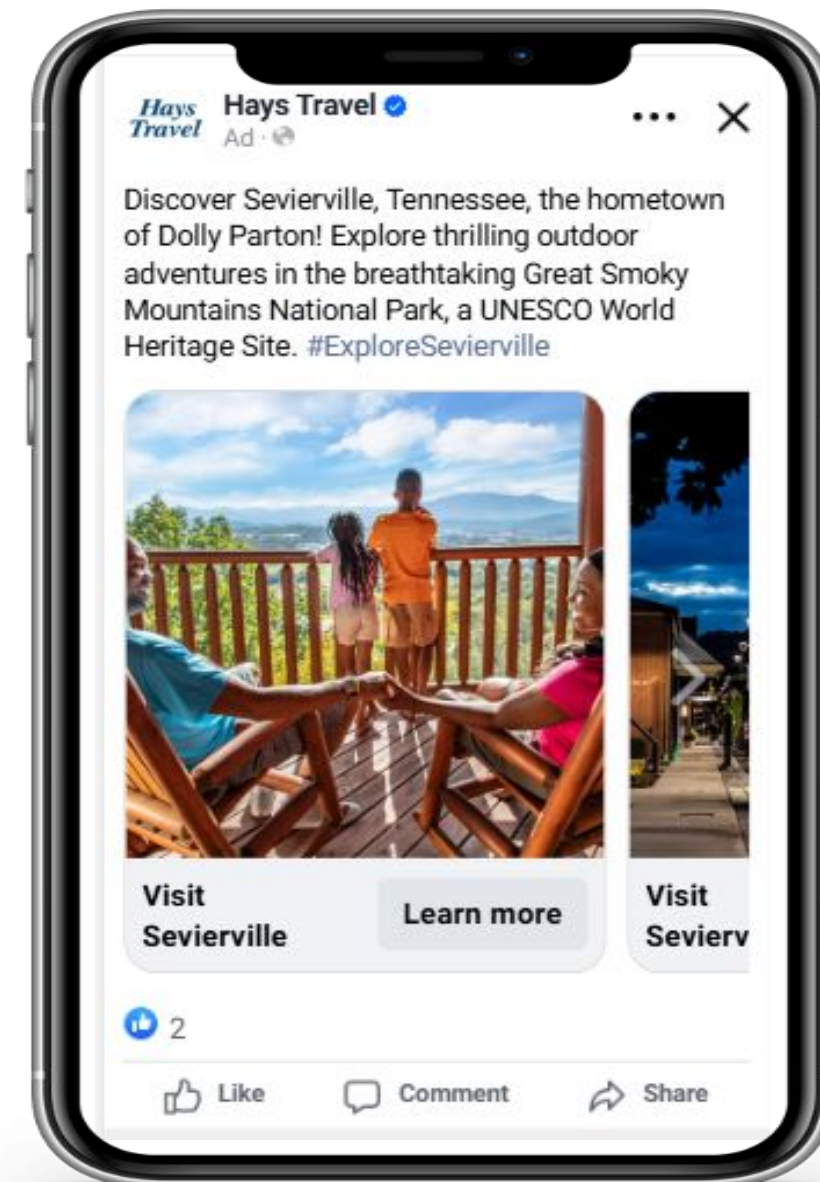 Hays
Travel
Hays Travel
Ad ·
Discover Sevierville, Tennessee, the hometown
of Dolly Parton! Explore thrilling outdoor
adventures in the breathtaking Great Smoky
Mountains National Park, a UNESCO World
Heritage Site. #ExploreSevierville
Visit
Sevierville
Learn more
Visit
Sevierv
2
Like
Comment
Share